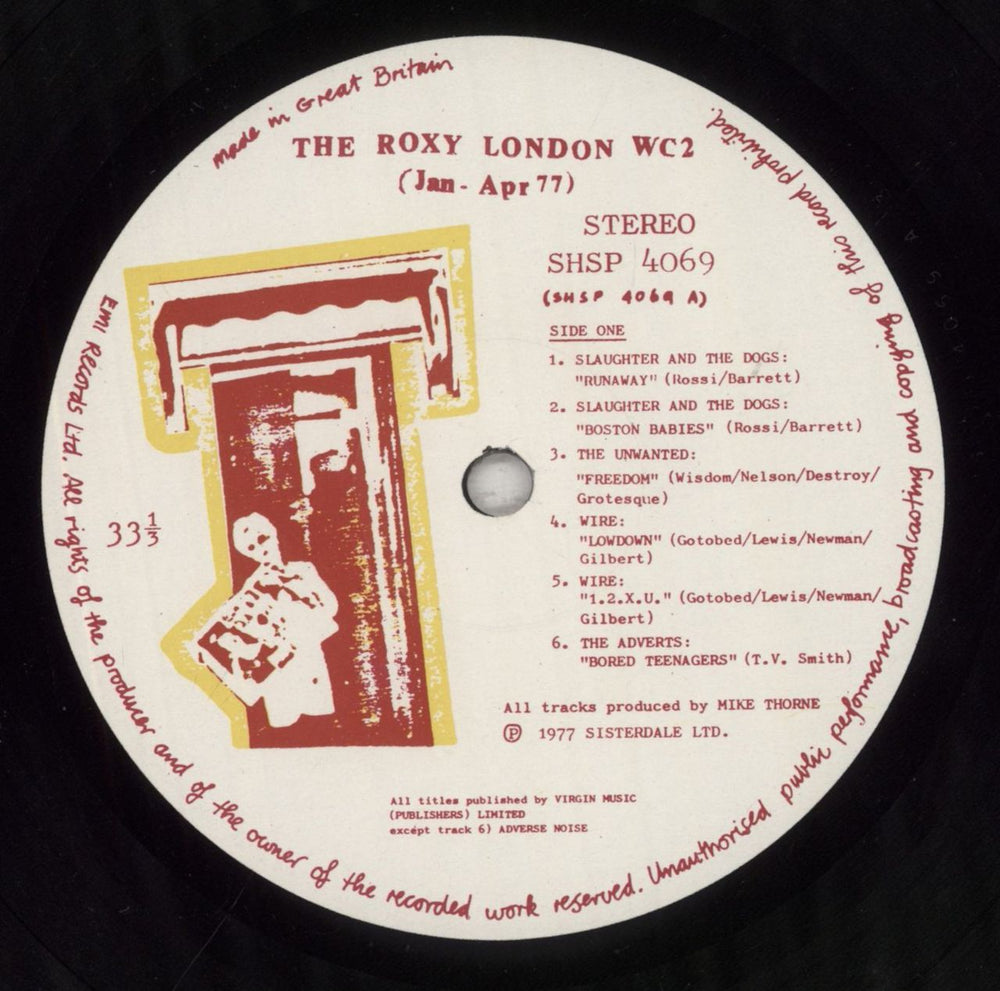 made in Great Britain
THE ROXY LONDON WC2
(Jan - Apr 77)
STEREO
SHSP 4069
(SHSP 4069 A)
SIDE ONE
1. SLAUGHTER AND THE DOGS:
"RUNAWAY" (Rossi/Barrett)
2. SLAUGHTER AND THE DOGS:
"BOSTON BABIES" (Rossi/Barrett)
3. THE UNWANTED:
"FREEDOM" (Wisdom/Nelson/Destroy/
Grotesque)
4. WIRE:
"LOWDOWN" (Gotobed/Lewis/Newman/
Gilbert)
5. WIRE:
"1.2.X.U." (Gotobed/Lewis/Newman/
Gilbert)
6. THE ADVERTS:
"BORED TEENAGERS" (T.V. Smith)
33⅓
All tracks produced by MIKE THORNE
Ⓟ 1977 SISTERDALE LTD.
All titles published by VIRGIN MUSIC
(PUBLISHERS) LIMITED
except track 6) ADVERSE NOISE
EMI Records Ltd. All rights of the producer and of the owner of the recorded work reserved. Unauthorised public performance, broadcasting and copying of this record prohibited.